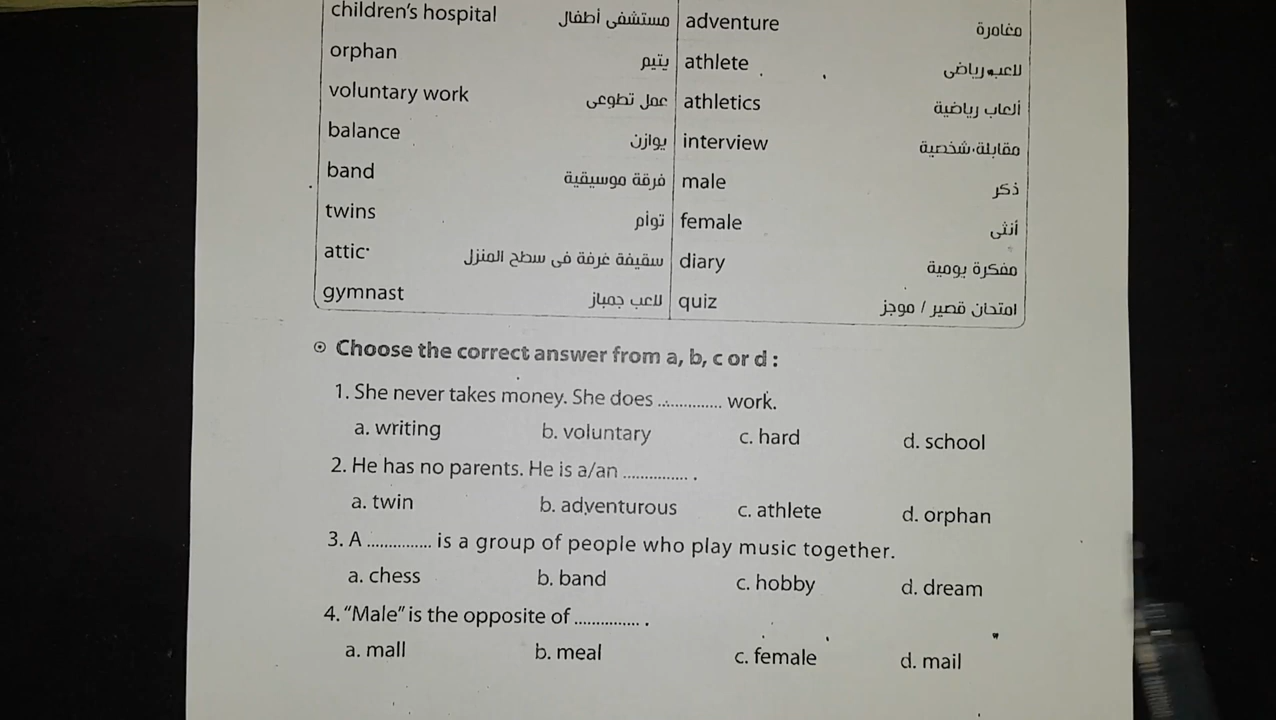 children's hospital مستشفى أطفال adventure مغامرة
orphan يتيم athlete لاعب رياضى
voluntary work عمل تطوعى athletics ألعاب رياضية
balance يوازن interview مقابلة شخصية
band فرقة موسيقية male ذكر
twins توأم female أنثى
attic سقيفة غرفة فى سطح المنزل diary مفكرة يومية
gymnast لاعب جمباز quiz امتحان قصير / موجز
Choose the correct answer from a, b, c or d :
1. She never takes money. She does .............. work.
a. writing b. voluntary c. hard d. school
2. He has no parents. He is a/an ............... .
a. twin b. adventurous c. athlete d. orphan
3. A .............. is a group of people who play music together.
a. chess b. band c. hobby d. dream
4. "Male" is the opposite of ............... .
a. mall b. meal c. female d. mail